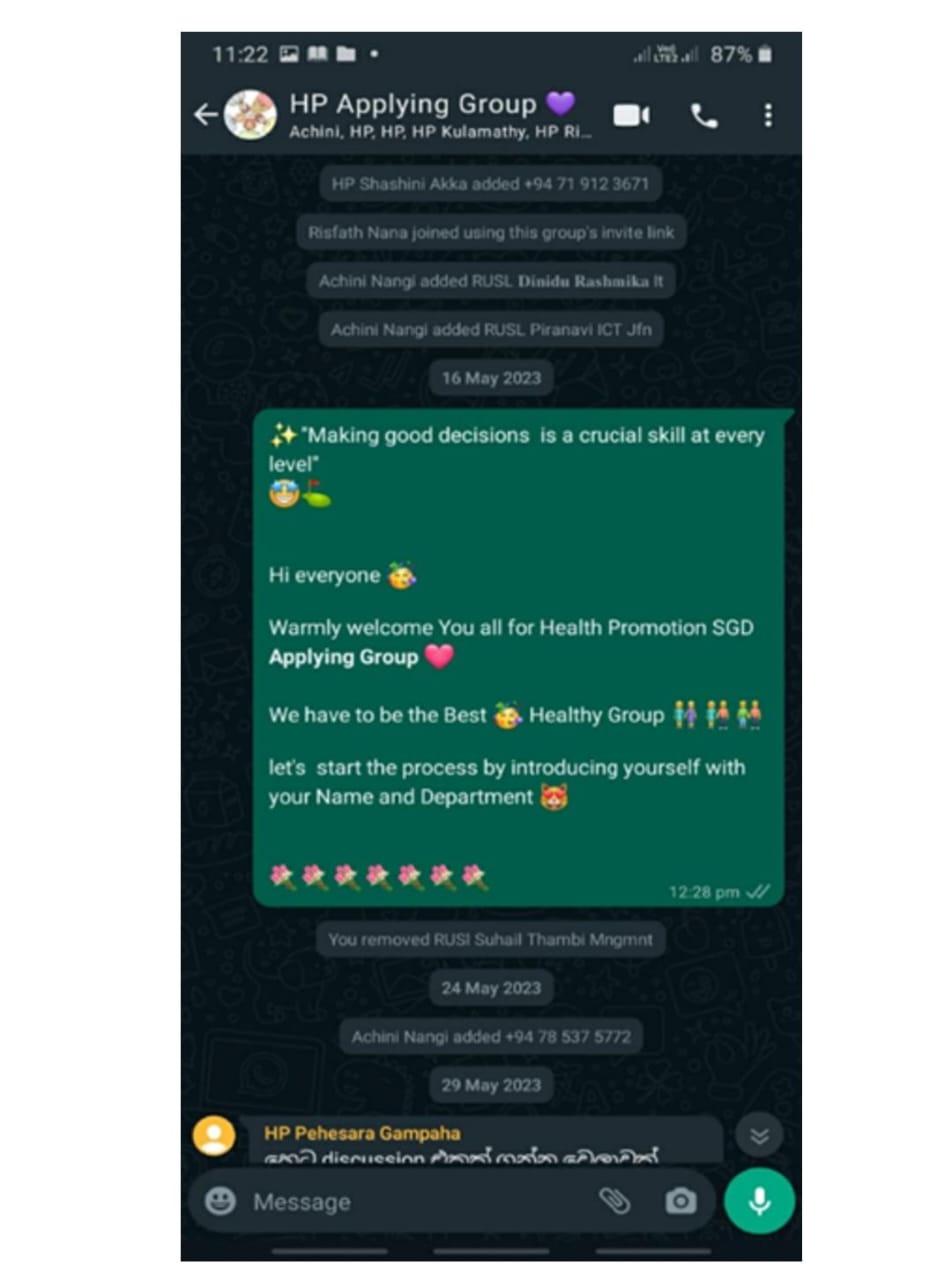 11:22 87%
HP Applying Group 💜
Achini, HP, HP, HP Kulamathy, HP Ri...
HP Shashini Akka added +94 71 912 3671
Risfath Nana joined using this group's invite link
Achini Nangi added RUSL Dinidu Rashmika It
Achini Nangi added RUSL Piranavi ICT Jfn
16 May 2023
✨"Making good decisions is a crucial skill at every
level"
🤩⛳
Hi everyone 🥳
Warmly welcome You all for Health Promotion SGD
Applying Group ❤️
We have to be the Best 🥳 Healthy Group 👫👬👬
let's start the process by introducing yourself with
your Name and Department 😻
💐💐💐💐💐💐💐
12:28 pm
You removed RUSl Suhail Thambi Mngmnt
24 May 2023
Achini Nangi added +94 78 537 5772
29 May 2023
HP Pehesara Gampaha
හෙට discussion එකක් ගන්න වෙලාවක්
Message